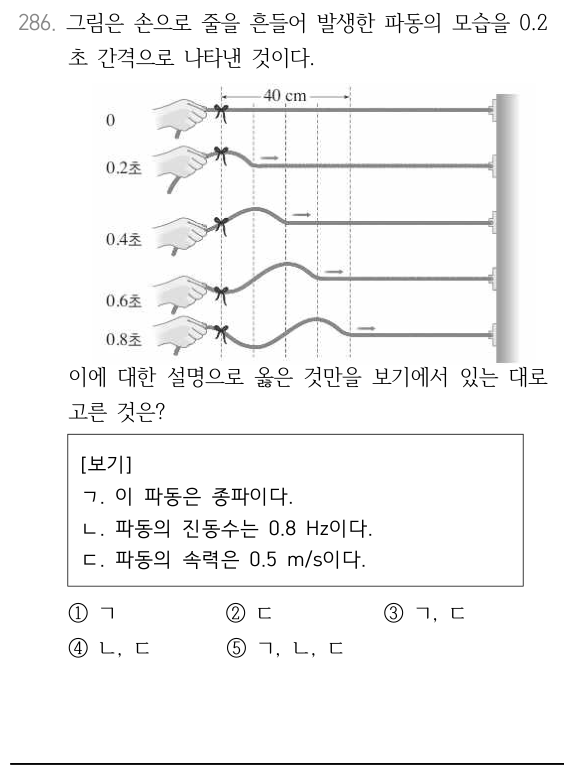 286. 그림은 손으로 줄을 흔들어 발생한 파동의 모습을 0.2
초 간격으로 나타낸 것이다.
40 cm
0
0.2초
0.4초
0.6초
0.8초
이에 대한 설명으로 옳은 것만을 보기에서 있는 대로
고른 것은?
[보기]
ㄱ. 이 파동은 종파이다.
ㄴ. 파동의 진동수는 0.8 Hz이다.
ㄷ. 파동의 속력은 0.5 m/s이다.
① ㄱ ② ㄷ ③ ㄱ, ㄷ
④ ㄴ, ㄷ ⑤ ㄱ, ㄴ, ㄷ